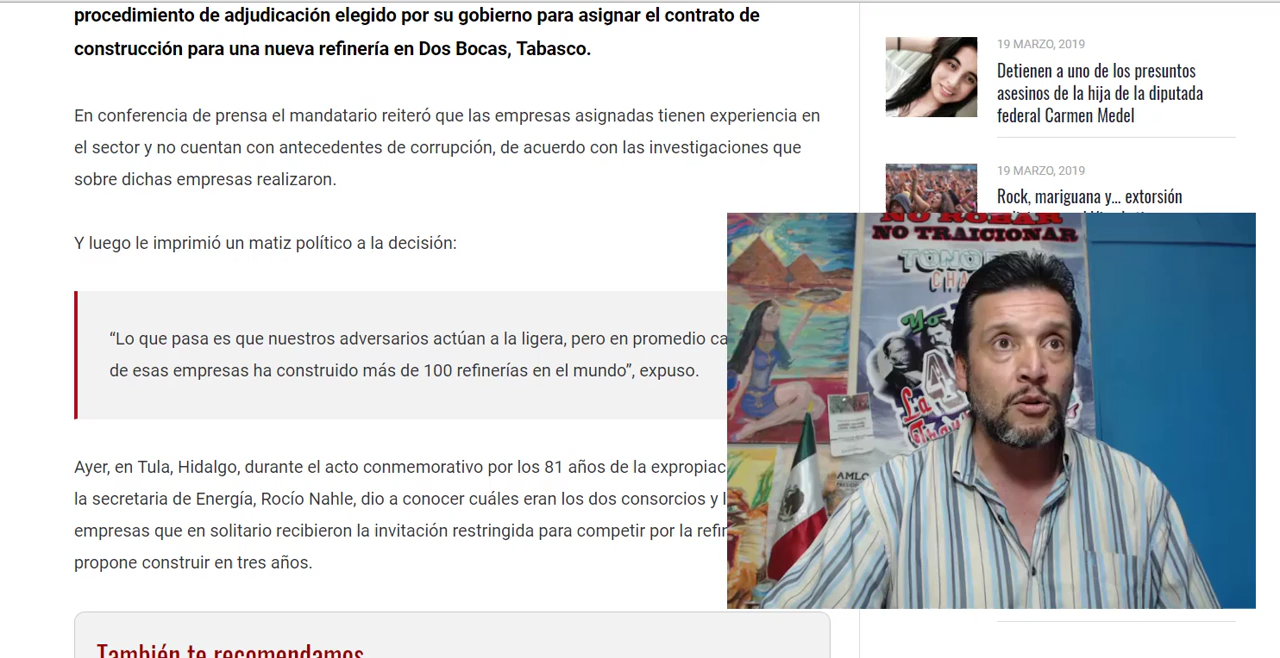 procedimiento de adjudicación elegido por su gobierno para asignar el contrato de
construcción para una nueva refinería en Dos Bocas, Tabasco.
En conferencia de prensa el mandatario reiteró que las empresas asignadas tienen experiencia en
el sector y no cuentan con antecedentes de corrupción, de acuerdo con las investigaciones que
sobre dichas empresas realizaron.
Y luego le imprimió un matiz político a la decisión:
“Lo que pasa es que nuestros adversarios actúan a la ligera, pero en promedio ca
de esas empresas ha construido más de 100 refinerías en el mundo”, expuso.
Ayer, en Tula, Hidalgo, durante el acto conmemorativo por los 81 años de la expropiac
la secretaria de Energía, Rocío Nahle, dio a conocer cuáles eran los dos consorcios y l
empresas que en solitario recibieron la invitación restringida para competir por la refir
propone construir en tres años.
También te recomendamos
19 MARZO, 2019
Detienen a uno de los presuntos
asesinos de la hija de la diputada
federal Carmen Medel
19 MARZO, 2019
Rock, mariguana y... extorsión
NO ROBAR
NO TRAICIONAR
Yo
La
AMLO